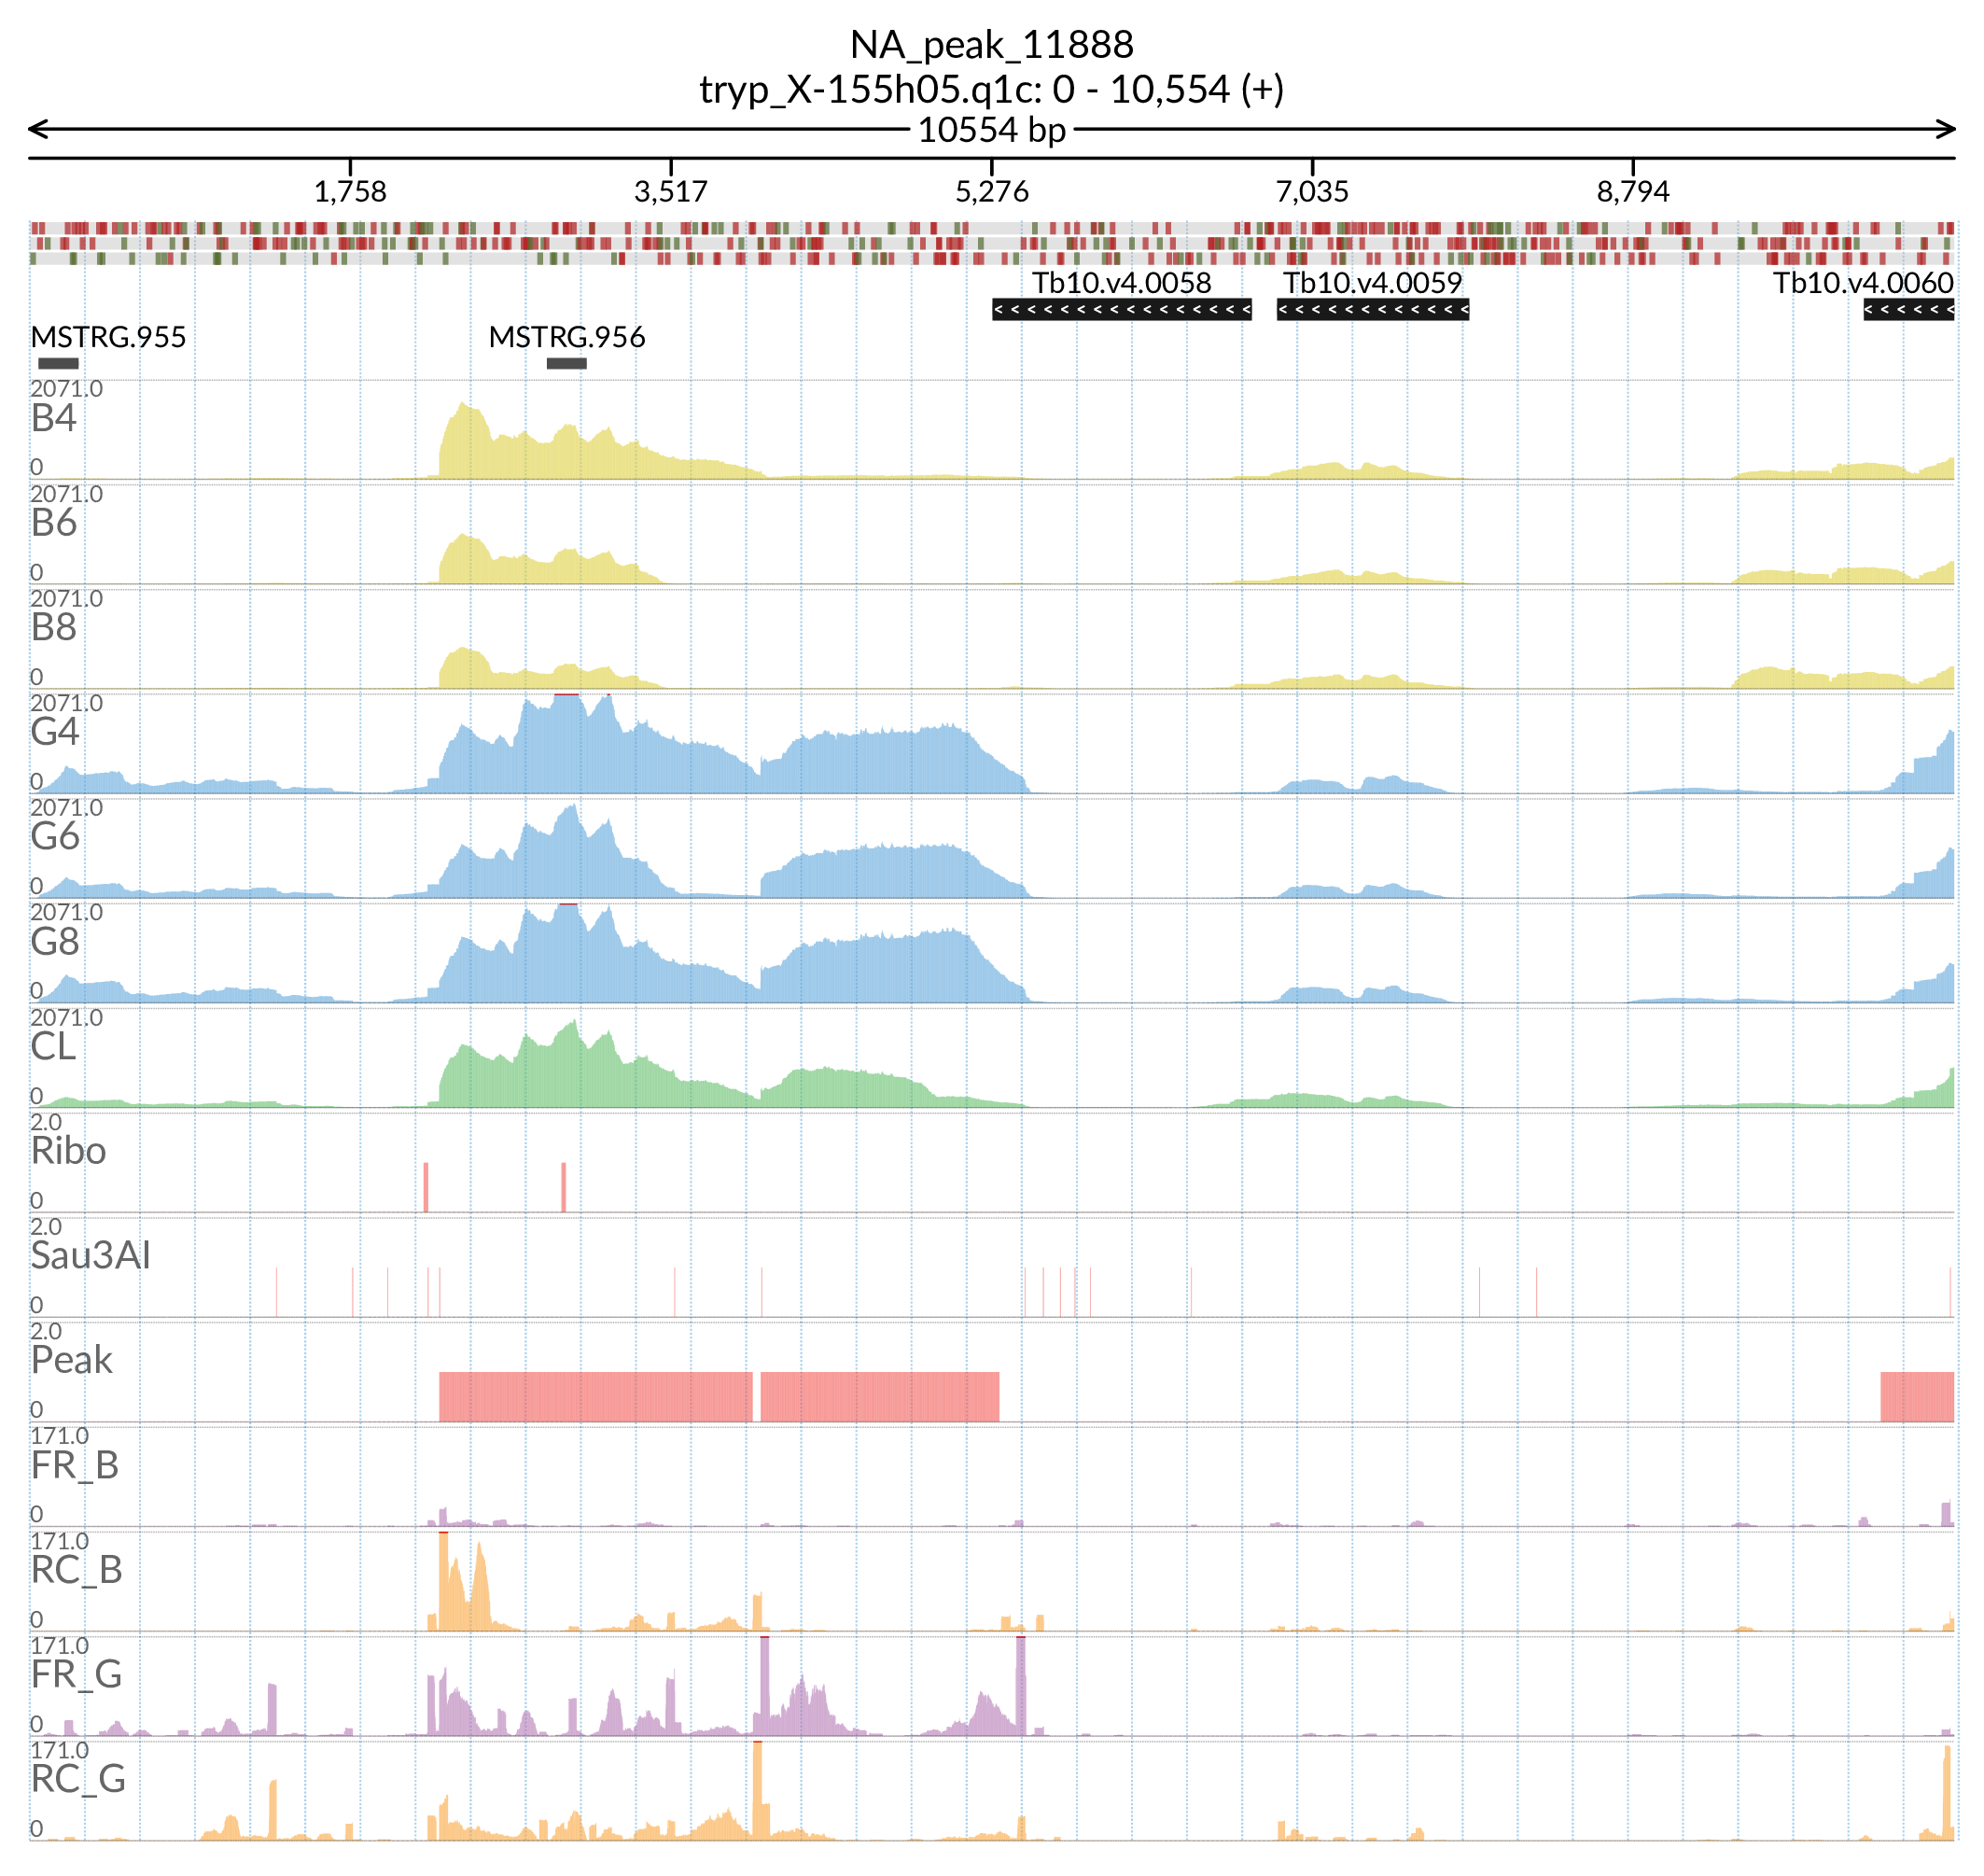 NA_peak_11888
tryp_X-155h05.q1c: 0 - 10,554 (+)
10554 bp
1,758 3,517 5,276 7,035 8,794
Tb10.v4.0058 Tb10.v4.0059 Tb10.v4.0060
< < < < < < < < < < < < < < < < < < < < < < < < < < < < < < < < < <
MSTRG.955 MSTRG.956
2071.0
B4
0
2071.0
B6
0
2071.0
B8
0
2071.0
G4
0
2071.0
G6
0
2071.0
G8
0
2071.0
CL
0
2.0
Ribo
0
2.0
Sau3AI
0
2.0
Peak
0
171.0
FR_B
0
171.0
RC_B
0
171.0
FR_G
0
171.0
RC_G
0